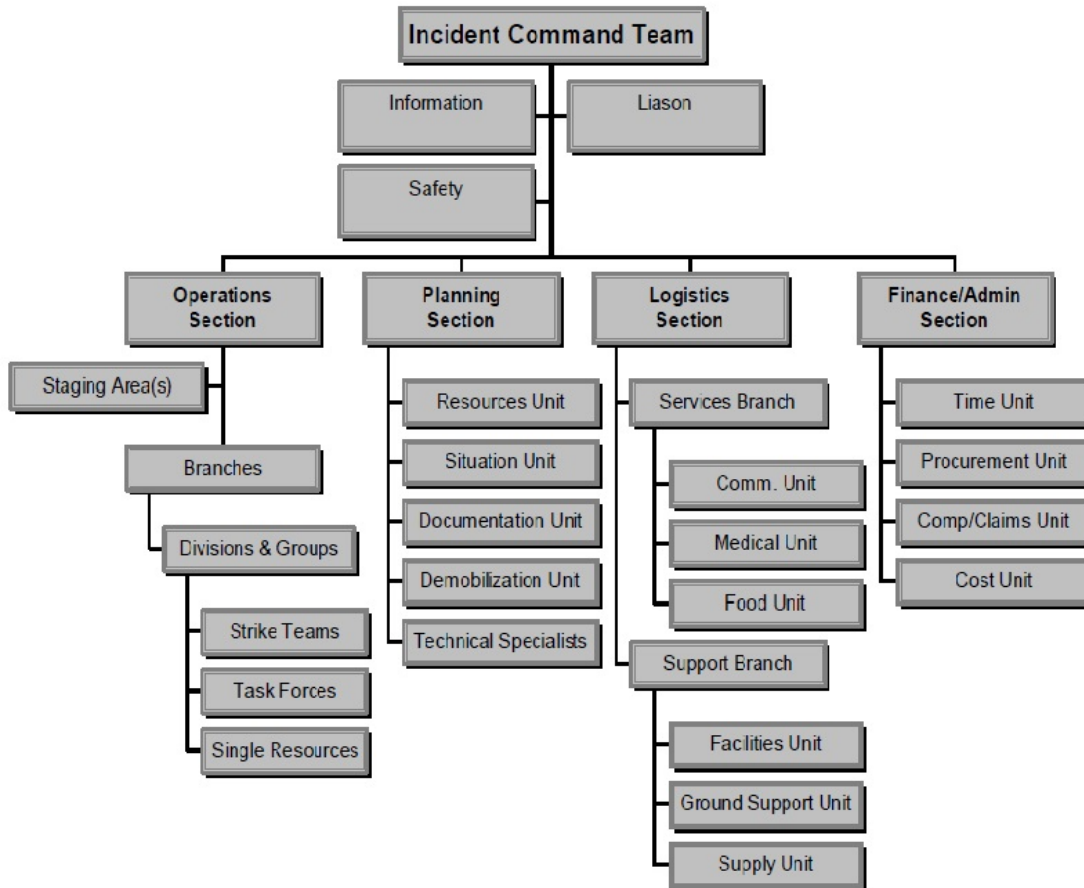 Incident Command Team
Information
Liason
Safety
Operations
Section
Planning
Section
Logistics
Section
Finance/Admin
Section
Staging Area(s)
Branches
Divisions & Groups
Strike Teams
Task Forces
Single Resources
Resources Unit
Situation Unit
Documentation Unit
Demobilization Unit
Technical Specialists
Services Branch
Comm. Unit
Medical Unit
Food Unit
Support Branch
Facilities Unit
Ground Support Unit
Supply Unit
Time Unit
Procurement Unit
Comp/Claims Unit
Cost Unit